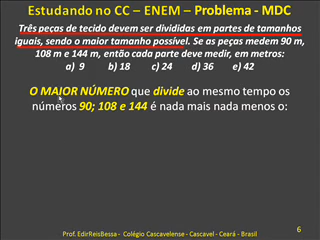 Estudando no CC – ENEM – Problema - MDC
Três peças de tecido devem ser divididas em partes de tamanhos
iguais, sendo o maior tamanho possível. Se as peças medem 90 m,
108 m e 144 m, então cada parte deve medir, em metros:
a) 9 b) 18 c) 24 d) 36 e) 42
O MAIOR NÚMERO que divide ao mesmo tempo os
números 90; 108 e 144 é nada mais nada menos o:
Prof. EdirReisBessa - Colégio Cascavelense - Cascavel - Ceará - Brasil
6